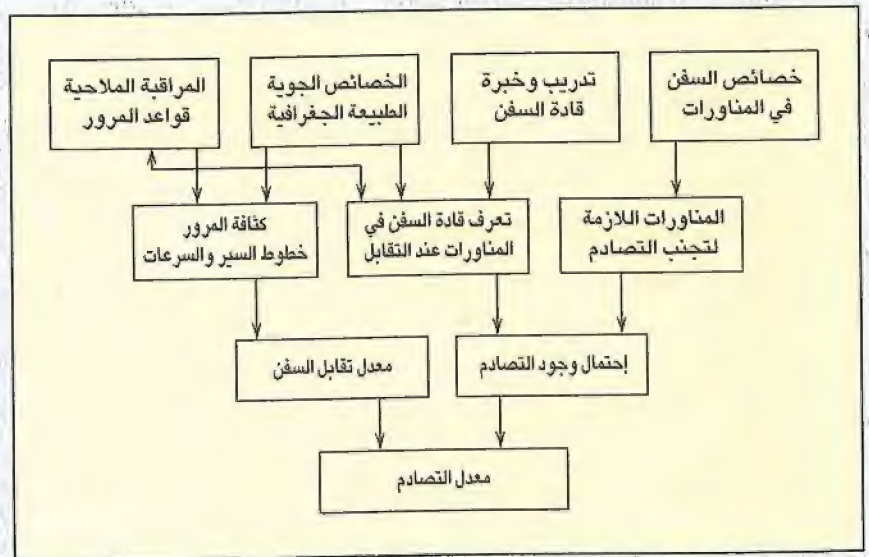 خصائص السفن
في المناورات
تدريب وخبرة
قادة السفن
الخصائص الجوية
الطبيعة الجغرافية
المراقبة الملاحية
قواعد المرور
المناورات اللازمة
لتجنب التصادم
تعرف قادة السفن في
المناورات عند التقابل
كثافة المرور
خطوط السير والسرعات
إحتمال وجود التصادم
معدل تقابل السفن
معدل التصادم